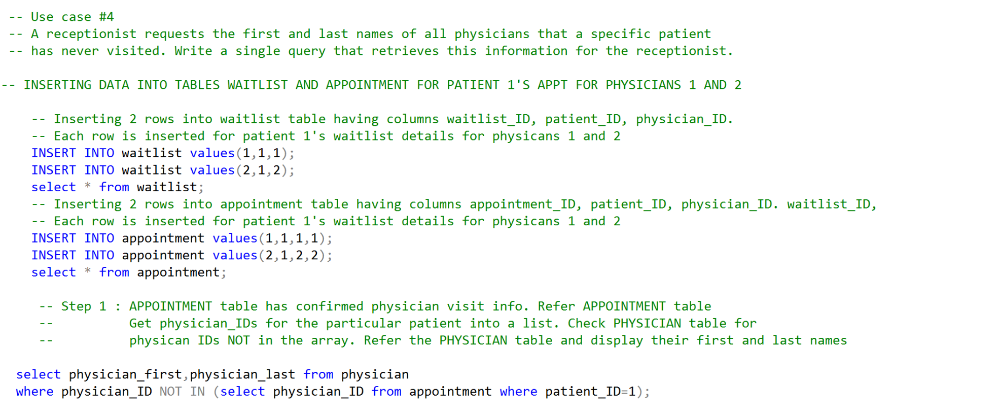 -- Use case #4
-- A receptionist requests the first and last names of all physicians that a specific patient
-- has never visited. Write a single query that retrieves this information for the receptionist.
-- INSERTING DATA INTO TABLES WAITLIST AND APPOINTMENT FOR PATIENT 1'S APPT FOR PHYSICIANS 1 AND 2
-- Inserting 2 rows into waitlist table having columns waitlist_ID, patient_ID, physician_ID.
-- Each row is inserted for patient 1's waitlist details for physicans 1 and 2
INSERT INTO waitlist values(1,1,1);
INSERT INTO waitlist values(2,1,2);
select * from waitlist;
-- Inserting 2 rows into appointment table having columns appointment_ID, patient_ID, physician_ID. waitlist_ID,
-- Each row is inserted for patient 1's waitlist details for physicans 1 and 2
INSERT INTO appointment values(1,1,1,1);
INSERT INTO appointment values(2,1,2,2);
select * from appointment;
-- Step 1 : APPOINTMENT table has confirmed physician visit info. Refer APPOINTMENT table
-- Get physician_IDs for the particular patient into a list. Check PHYSICIAN table for
-- physican IDs NOT in the array. Refer the PHYSICIAN table and display their first and last names
select physician_first,physician_last from physician
where physician_ID NOT IN (select physician_ID from appointment where patient_ID=1);